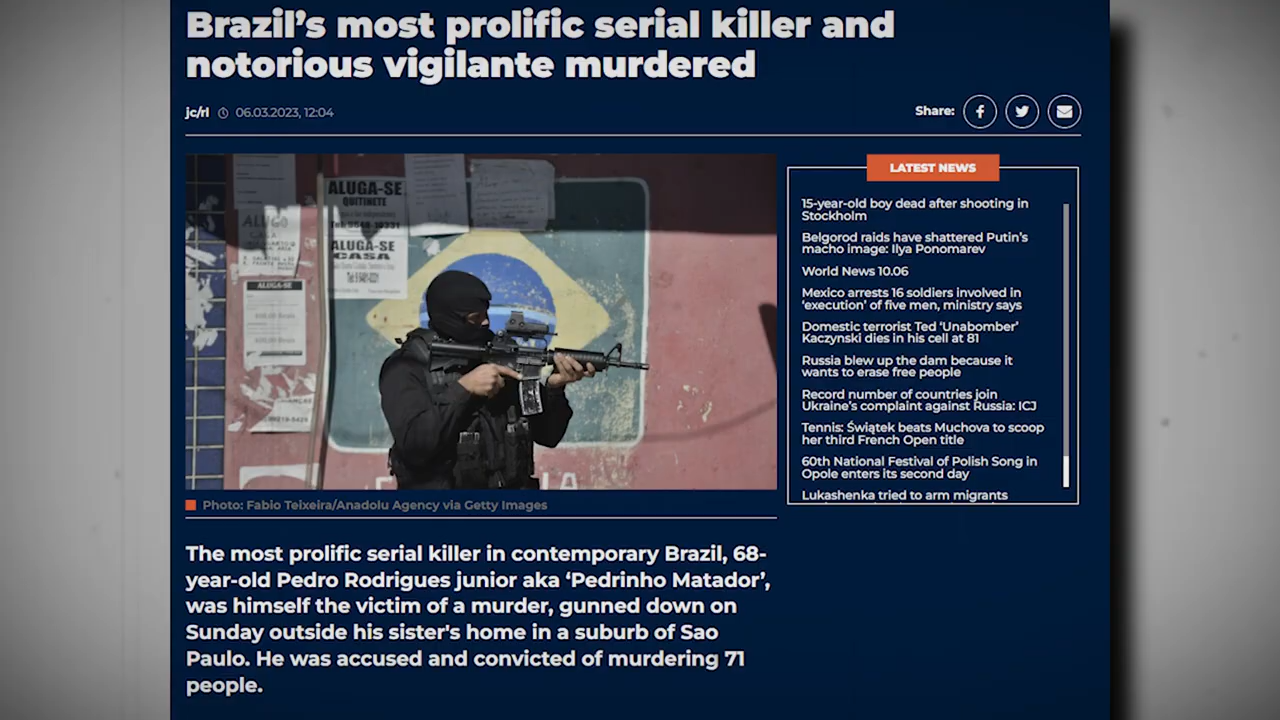 Brazil's most prolific serial killer and
notorious vigilante murdered
jc/rl 06.03.2023, 12:04
Share:
ALUGA-SE
QUITINETE
ALUGA-SE
CASA
ALUGO
ALUGA-SE
Photo: Fabio Teixeira/Anadolu Agency via Getty Images
LATEST NEWS
15-year-old boy dead after shooting in
Stockholm
Belgorod raids have shattered Putin's
macho image: Ilya Ponomarev
World News 10.06
Mexico arrests 16 soldiers involved in
'execution' of five men, ministry says
Domestic terrorist Ted 'Unabomber'
Kaczynski dies in his cell at 81
Russia blew up the dam because it
wants to erase free people
Record number of countries join
Ukraine's complaint against Russia: ICJ
Tennis: Świątek beats Muchova to scoop
her third French Open title
60th National Festival of Polish Song in
Opole enters its second day
Lukashenka tried to arm migrants
The most prolific serial killer in contemporary Brazil, 68-
year-old Pedro Rodrigues junior aka 'Pedrinho Matador',
was himself the victim of a murder, gunned down on
Sunday outside his sister's home in a suburb of Sao
Paulo. He was accused and convicted of murdering 71
people.